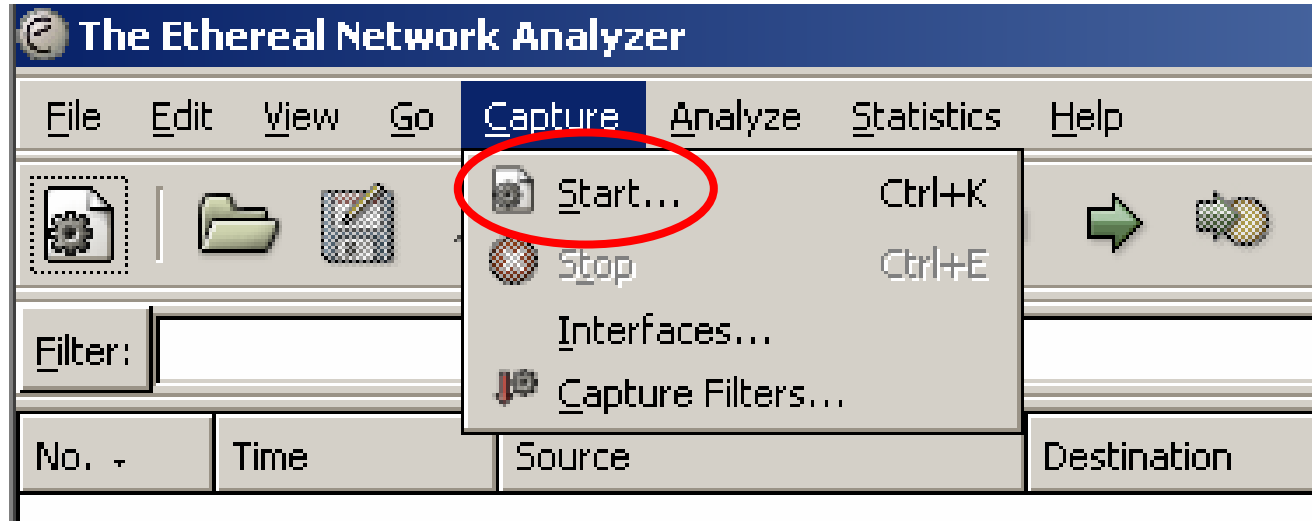 The Ethereal Network Analyzer
File Edit View Go Capture Analyze Statistics Help
Start... Ctrl+K
Stop Ctrl+E
Interfaces...
Capture Filters...
Filter:
No. Time Source Destination